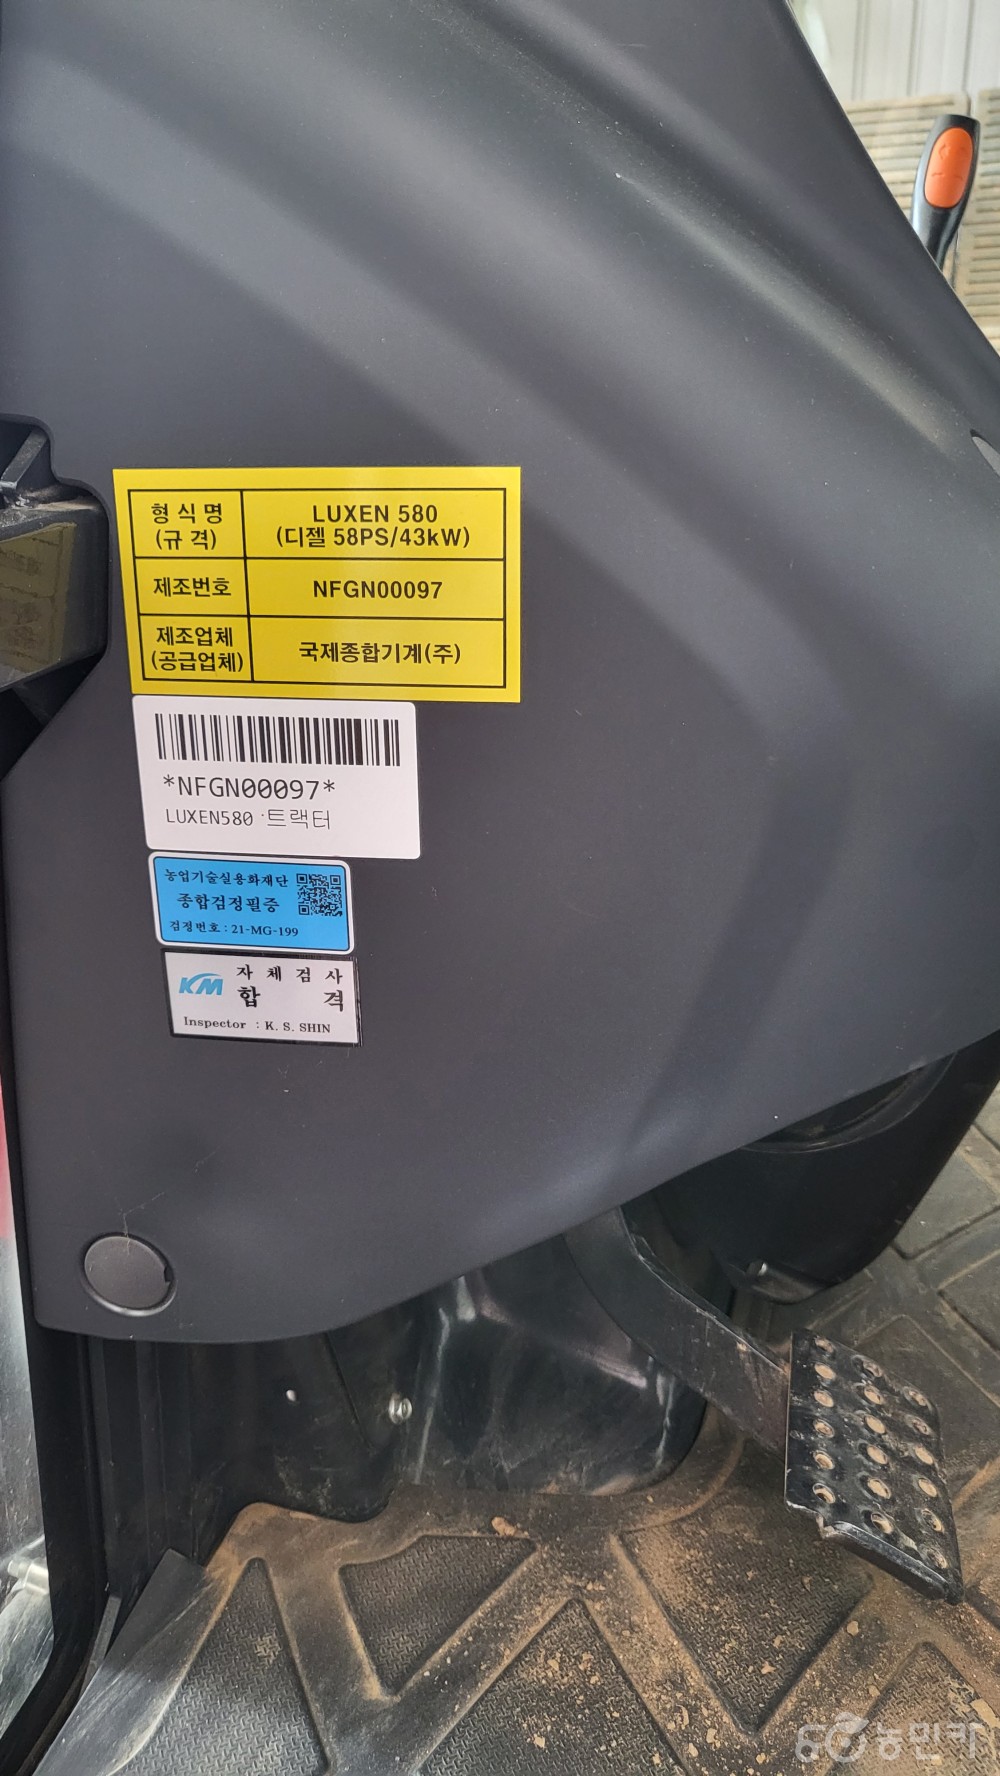 형 식 명
(규 격)
LUXEN 580
(디젤 58PS/43kW)
제조번호
NFGN00097
제조업체
(공급업체)
국제종합기계(주)
*NFGN00097*
LUXEN580 트랙터
농업기술실용화재단
종합검정필증
검정번호 : 21-MG-199
KM
자 체 검 사
합 격
Inspector : K. S. SHIN
농민카